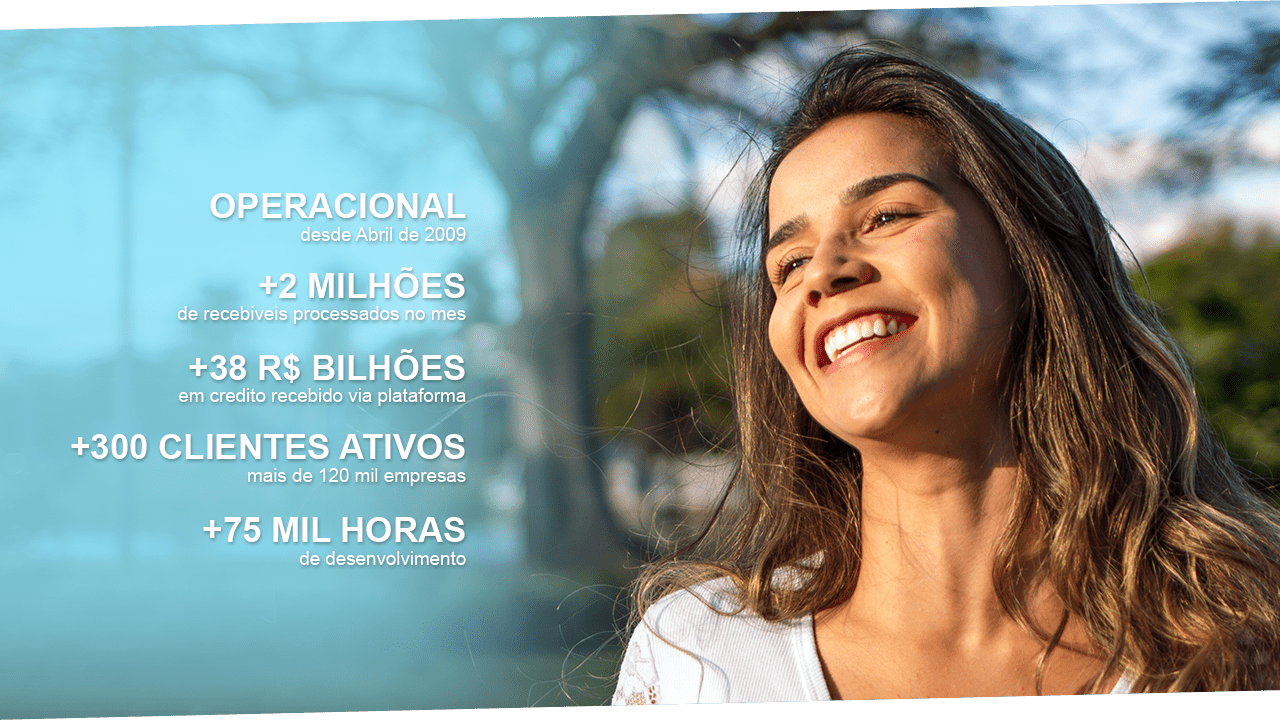 OPERACIONAL
desde Abril de 2009
+2 MILHÕES
de recebiveis processados no mes
+38 R$ BILHÕES
em credito recebido via plataforma
+300 CLIENTES ATIVOS
mais de 120 mil empresas
+75 MIL HORAS
de desenvolvimento